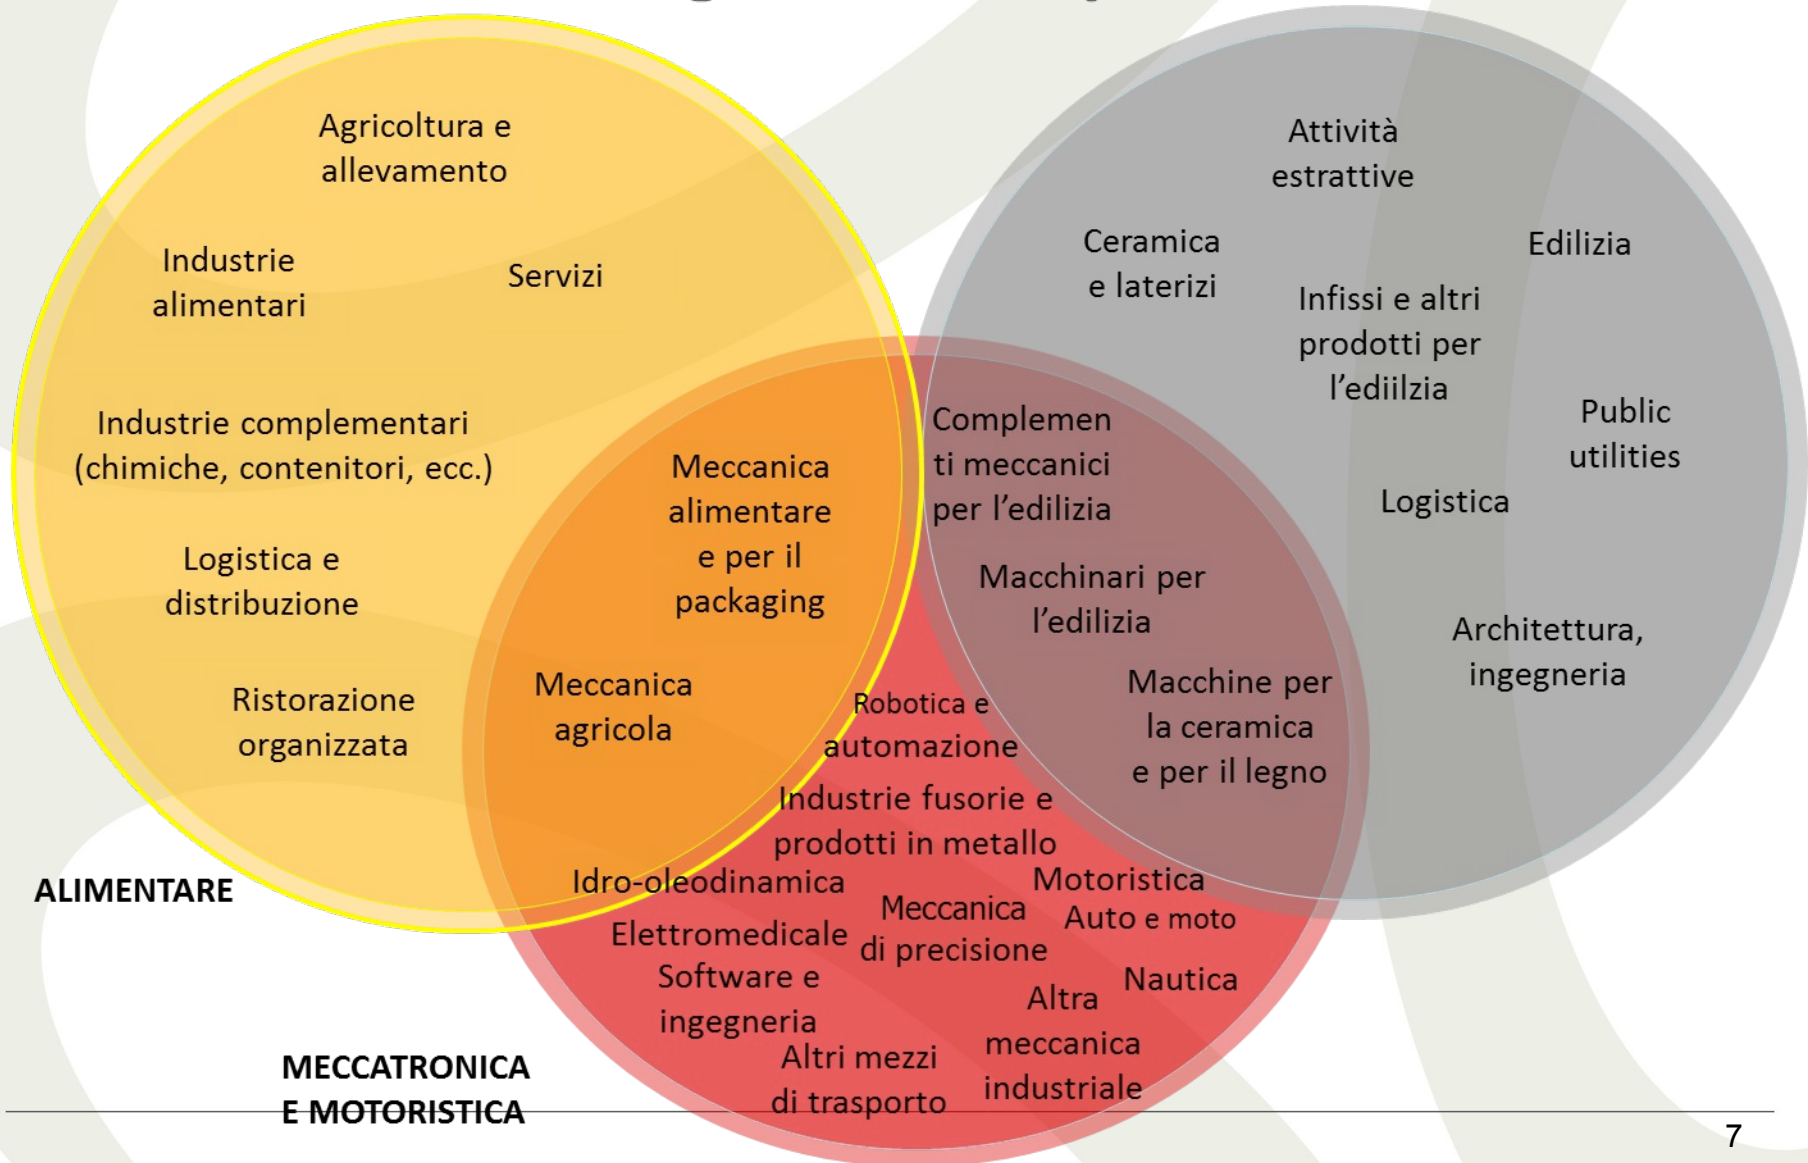 Agricoltura e
allevamento
Industrie
alimentari
Servizi
Industrie complementari
(chimiche, contenitori, ecc.)
Logistica e
distribuzione
Ristorazione
organizzata
Meccanica
alimentare
e per il
packaging
Meccanica
agricola
Attività
estrattive
Ceramica
e laterizi
Edilizia
Infissi e altri
prodotti per
l'ediilzia
Public
utilities
Logistica
Architettura,
ingegneria
Complemen
ti meccanici
per l'edilizia
Macchinari per
l'edilizia
Macchine per
la ceramica
e per il legno
Robotica e
automazione
Industrie fusorie e
prodotti in metallo
Idro-oleodinamica
Motoristica
Meccanica
di precisione
Auto e moto
Elettromedicale
Software e
ingegneria
Nautica
Altra
meccanica
industriale
Altri mezzi
di trasporto
ALIMENTARE
MECCATRONICA
E MOTORISTICA
7